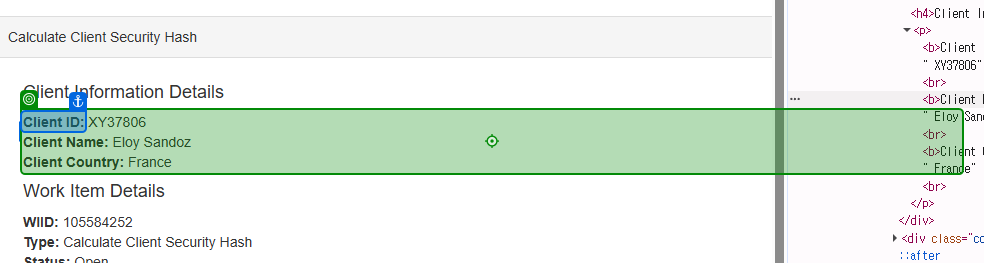 Calculate Client Security Hash
Client Information Details
Client ID: XY37806
Client Name: Eloy Sandoz
Client Country: France
Work Item Details
WIID: 105584252
Type: Calculate Client Security Hash
Status: Open
<h4>Client In
<p>
<b>Client
" XY37806"
<br>
<b>Client
" Eloy Sand
<br>
<b>Client
" France"
<br>
</p>
</div>
<div class="co
::after